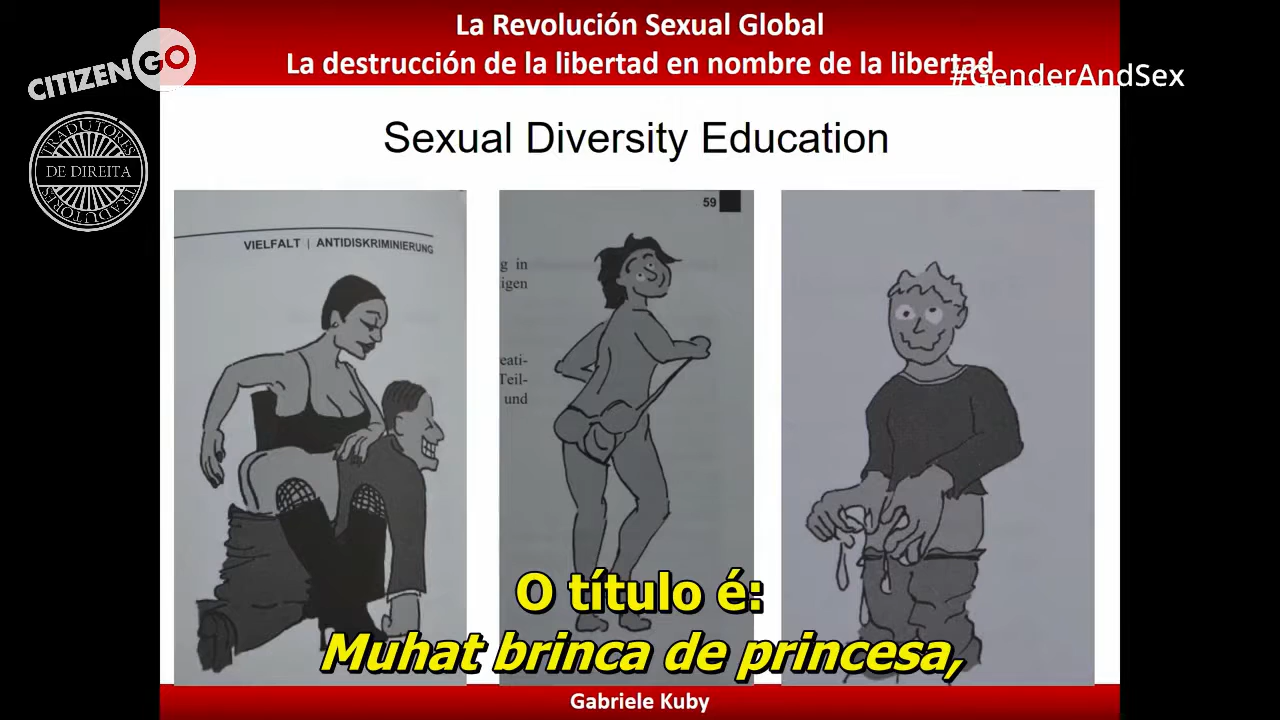 La Revolución Sexual Global
La destrucción de la libertad en nombre de la libertad
#GenderAndSex
CITIZENGO
TRADUTORES
DE DIREITA
TRADUTORES
Sexual Diversity Education
VIELFALT | ANTIDISKRIMINIERUNG
59
g in
igen
eati-
Teil-
und
O título é:
Muhat brinca de princesa,
Gabriele Kuby